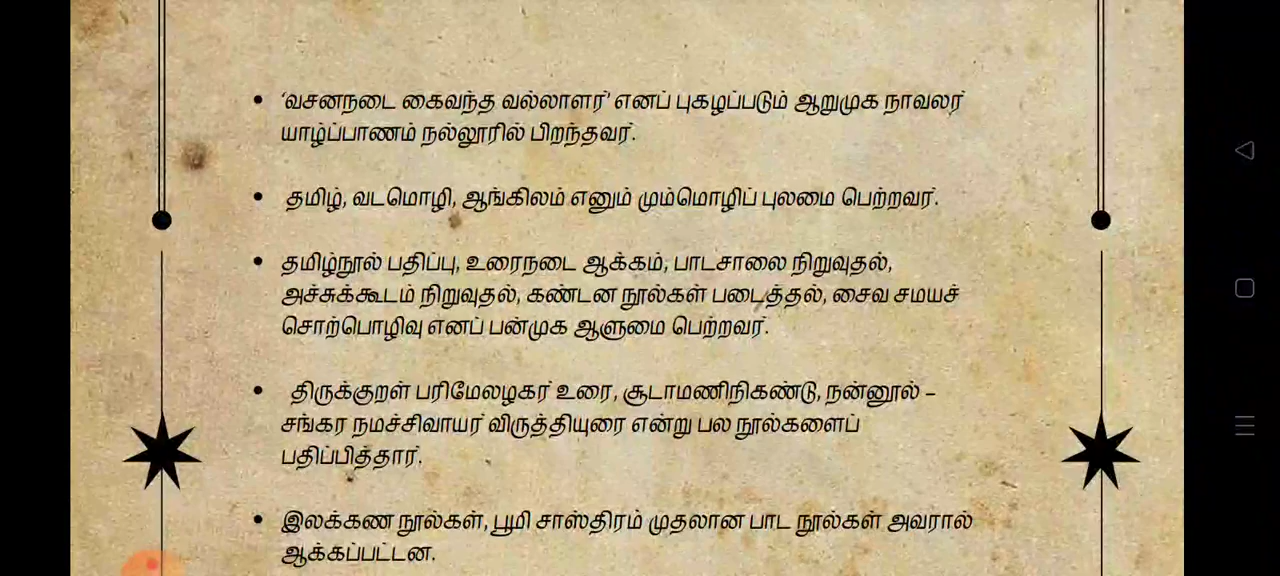 • ‘வசனநடை கைவந்த வல்லாளர்’ எனப் புகழப்படும் ஆறுமுக நாவலர்
யாழ்ப்பாணம் நல்லூரில் பிறந்தவர்.
• தமிழ், வடமொழி, ஆங்கிலம் எனும் மும்மொழிப் புலமை பெற்றவர்.
• தமிழ்நூல் பதிப்பு, உரைநடை ஆக்கம், பாடசாலை நிறுவுதல்,
அச்சுக்கூடம் நிறுவுதல், கண்டன நூல்கள் படைத்தல், சைவ சமயச்
சொற்பொழிவு எனப் பன்முக ஆளுமை பெற்றவர்.
• திருக்குறள் பரிமேலழகர் உரை, சூடாமணிநிகண்டு, நன்னூல் –
சங்கர நமச்சிவாயர் விருத்தியுரை என்று பல நூல்களைப்
பதிப்பித்தார்.
• இலக்கண நூல்கள், பூமி சாஸ்திரம் முதலான பாட நூல்கள் அவரால்
ஆக்கப்பட்டன.